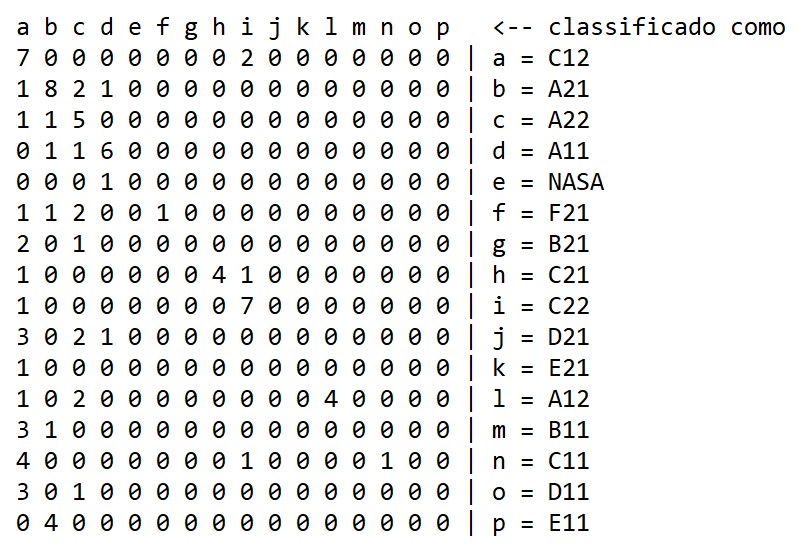 a b c d e f g h i j k l m n o p <-- classificado como
7 0 0 0 0 0 0 0 2 0 0 0 0 0 0 0 | a = C12
1 8 2 1 0 0 0 0 0 0 0 0 0 0 0 0 | b = A21
1 1 5 0 0 0 0 0 0 0 0 0 0 0 0 0 | c = A22
0 1 1 6 0 0 0 0 0 0 0 0 0 0 0 0 | d = A11
0 0 0 1 0 0 0 0 0 0 0 0 0 0 0 0 | e = NASA
1 1 2 0 0 1 0 0 0 0 0 0 0 0 0 0 | f = F21
2 0 1 0 0 0 0 0 0 0 0 0 0 0 0 0 | g = B21
1 0 0 0 0 0 0 4 1 0 0 0 0 0 0 0 | h = C21
1 0 0 0 0 0 0 0 7 0 0 0 0 0 0 0 | i = C22
3 0 2 1 0 0 0 0 0 0 0 0 0 0 0 0 | j = D21
1 0 0 0 0 0 0 0 0 0 0 0 0 0 0 0 | k = E21
1 0 2 0 0 0 0 0 0 0 0 4 0 0 0 0 | l = A12
3 1 0 0 0 0 0 0 0 0 0 0 0 0 0 0 | m = B11
4 0 0 0 0 0 0 0 1 0 0 0 0 1 0 0 | n = C11
3 0 1 0 0 0 0 0 0 0 0 0 0 0 0 0 | o = D11
0 4 0 0 0 0 0 0 0 0 0 0 0 0 0 0 | p = E11